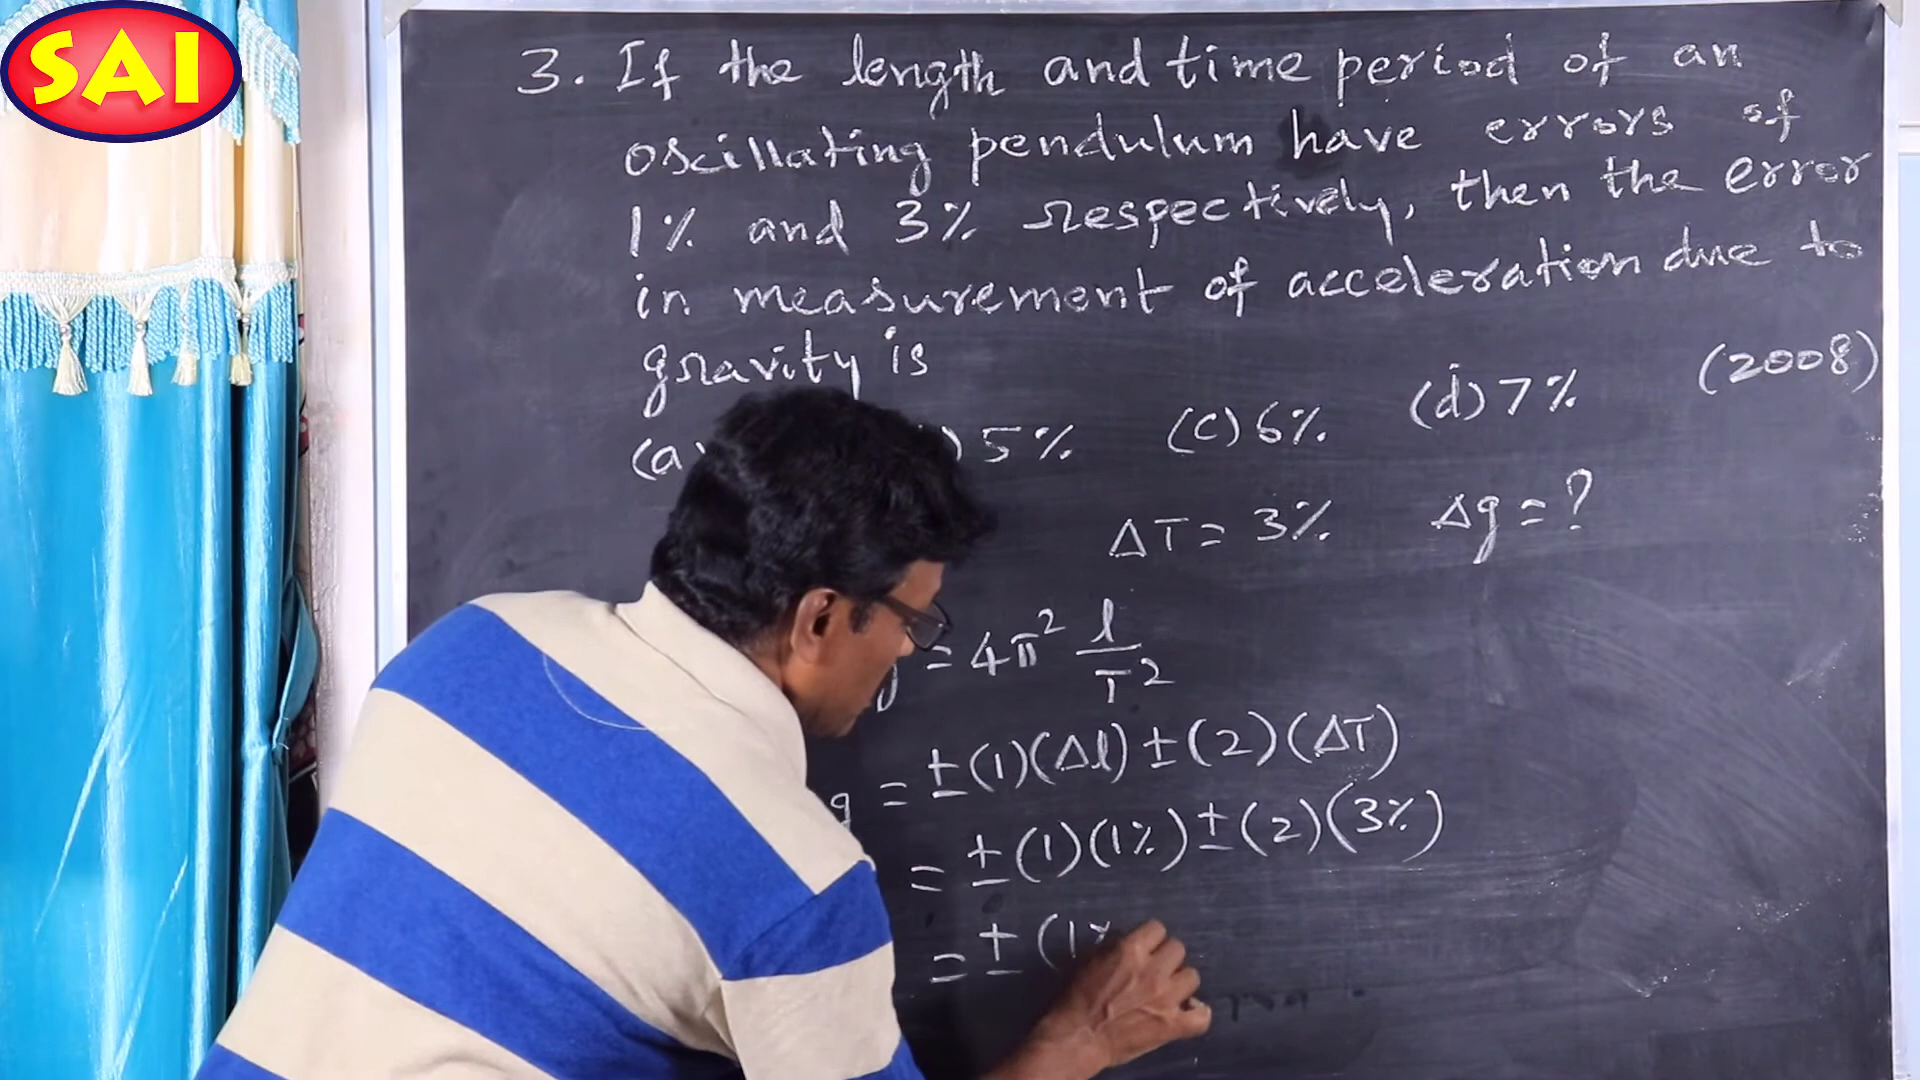 SAI
3. If the length and time period of an
oscillating pendulum have errors of
1% and 3% respectively, then the error
in measurement of acceleration due to
gravity is
(a) 5% (c) 6% (d) 7% (2008)
ΔT = 3% Δg = ?
= 4π² l/T²
g = ±(1)(Δl) ±(2)(ΔT)
= ±(1)(1%) ±(2)(3%)
= ± (1%